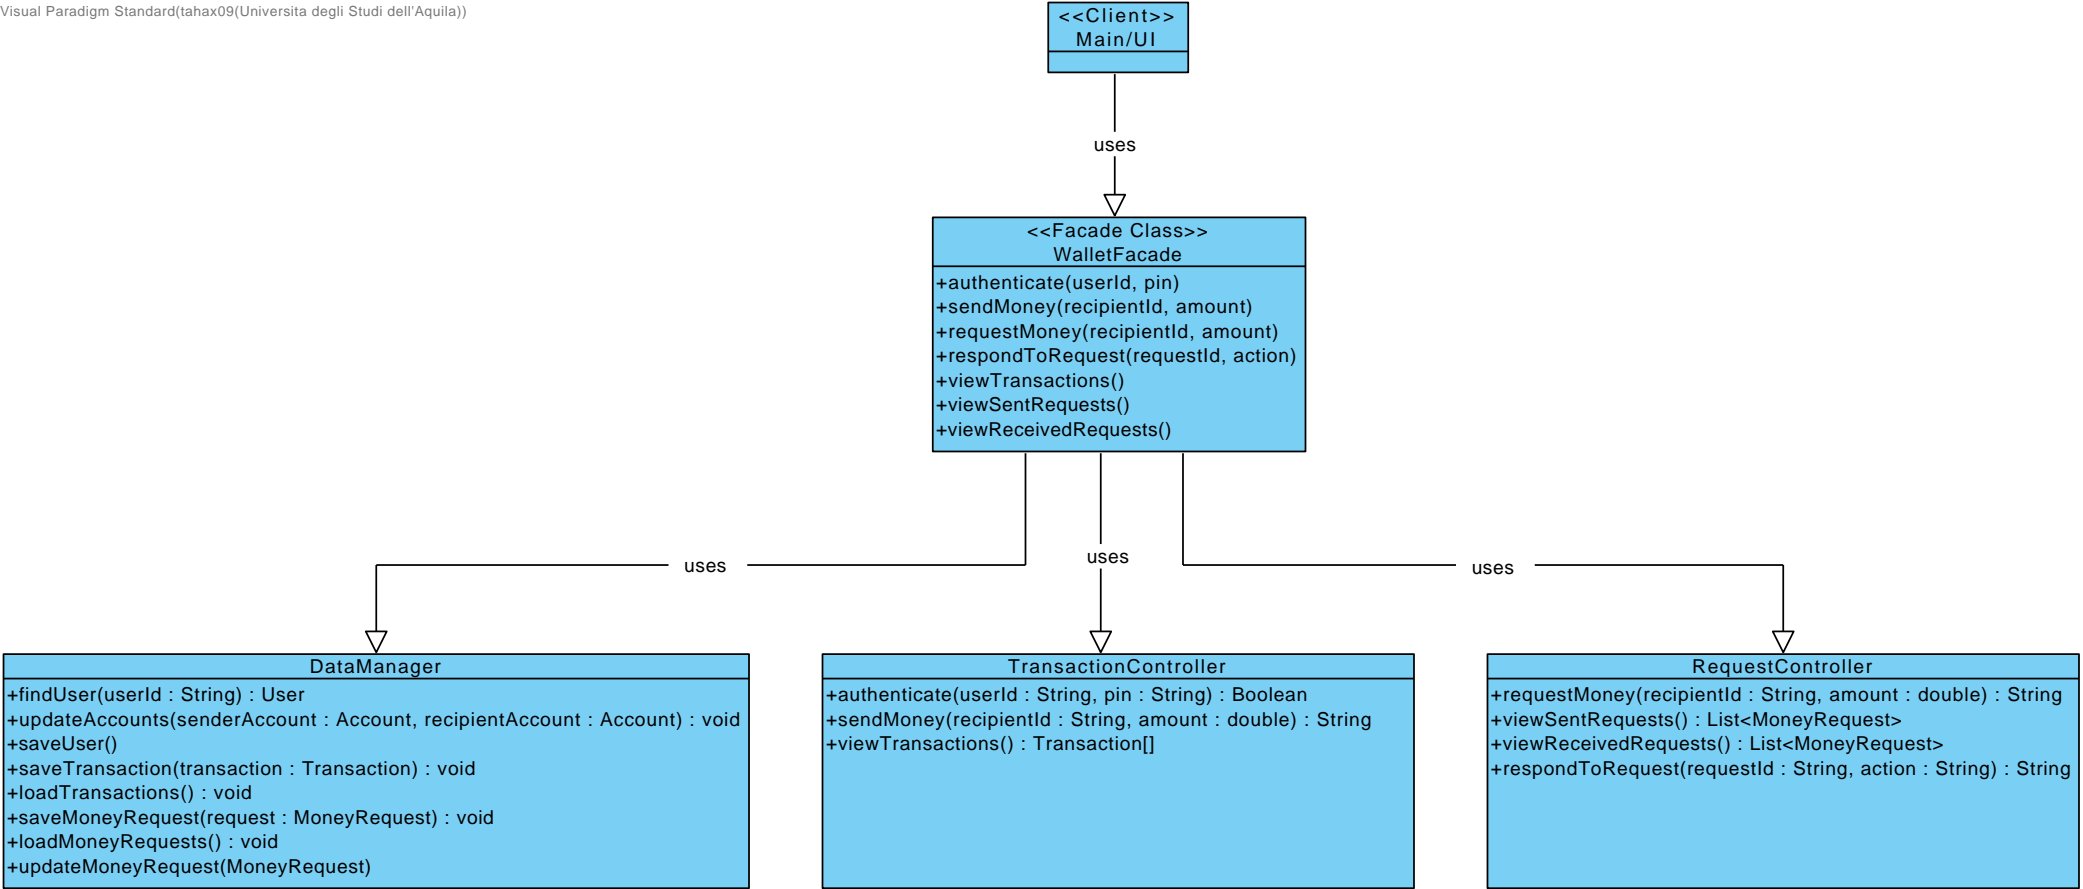 Visual Paradigm Standard(tahax09(Universita degli Studi dell'Aquila))
<<Client>>
Main/UI
uses
<<Facade Class>>
WalletFacade
+authenticate(userId, pin)
+sendMoney(recipientId, amount)
+requestMoney(recipientId, amount)
+respondToRequest(requestId, action)
+viewTransactions()
+viewSentRequests()
+viewReceivedRequests()
uses
uses
uses
DataManager
+findUser(userId : String) : User
+updateAccounts(senderAccount : Account, recipientAccount : Account) : void
+saveUser()
+saveTransaction(transaction : Transaction) : void
+loadTransactions() : void
+saveMoneyRequest(request : MoneyRequest) : void
+loadMoneyRequests() : void
+updateMoneyRequest(MoneyRequest)
TransactionController
+authenticate(userId : String, pin : String) : Boolean
+sendMoney(recipientId : String, amount : double) : String
+viewTransactions() : Transaction[]
RequestController
+requestMoney(recipientId : String, amount : double) : String
+viewSentRequests() : List<MoneyRequest>
+viewReceivedRequests() : List<MoneyRequest>
+respondToRequest(requestId : String, action : String) : String